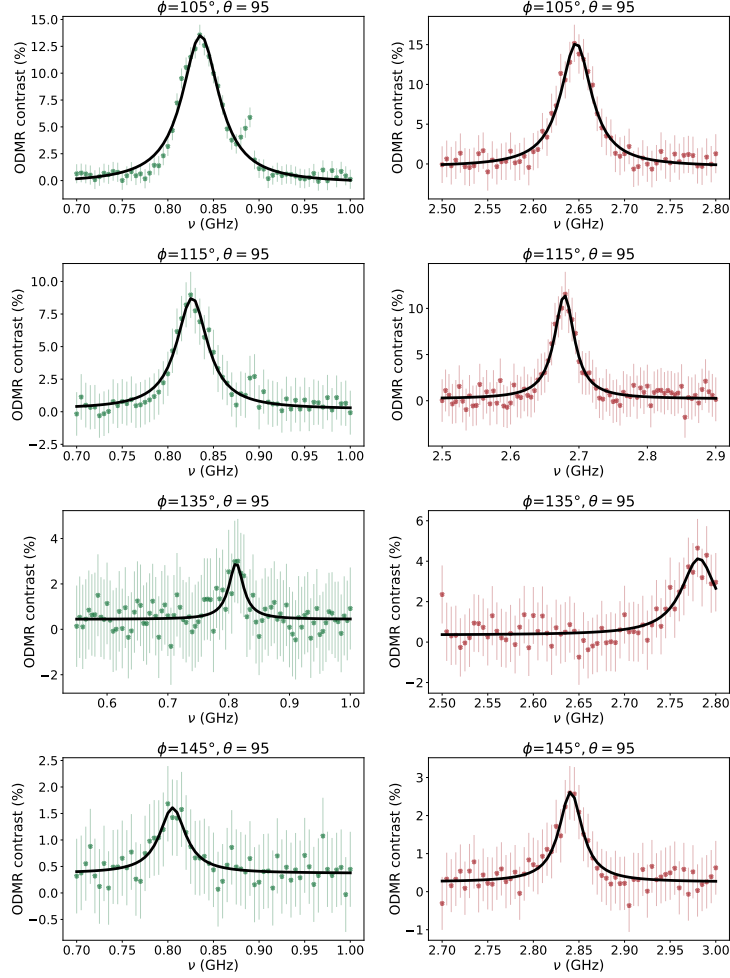 ϕ=105°, θ = 95
ODMR contrast (%)
15.0
12.5
10.0
7.5
5.0
2.5
0.0
0.70 0.75 0.80 0.85 0.90 0.95 1.00
ν (GHz)
ϕ=105°, θ = 95
ODMR contrast (%)
15
10
5
0
2.50 2.55 2.60 2.65 2.70 2.75 2.80
ν (GHz)
ϕ=115°, θ = 95
ODMR contrast (%)
10.0
7.5
5.0
2.5
0.0
−2.5
0.70 0.75 0.80 0.85 0.90 0.95 1.00
ν (GHz)
ϕ=115°, θ = 95
ODMR contrast (%)
10
5
0
2.5 2.6 2.7 2.8 2.9
ν (GHz)
ϕ=135°, θ = 95
ODMR contrast (%)
4
2
0
−2
0.6 0.7 0.8 0.9 1.0
ν (GHz)
ϕ=135°, θ = 95
ODMR contrast (%)
6
4
2
0
−2
2.50 2.55 2.60 2.65 2.70 2.75 2.80
ν (GHz)
ϕ=145°, θ = 95
ODMR contrast (%)
2.5
2.0
1.5
1.0
0.5
0.0
−0.5
0.70 0.75 0.80 0.85 0.90 0.95 1.00
ν (GHz)
ϕ=145°, θ = 95
ODMR contrast (%)
3
2
1
0
−1
2.70 2.75 2.80 2.85 2.90 2.95 3.00
ν (GHz)